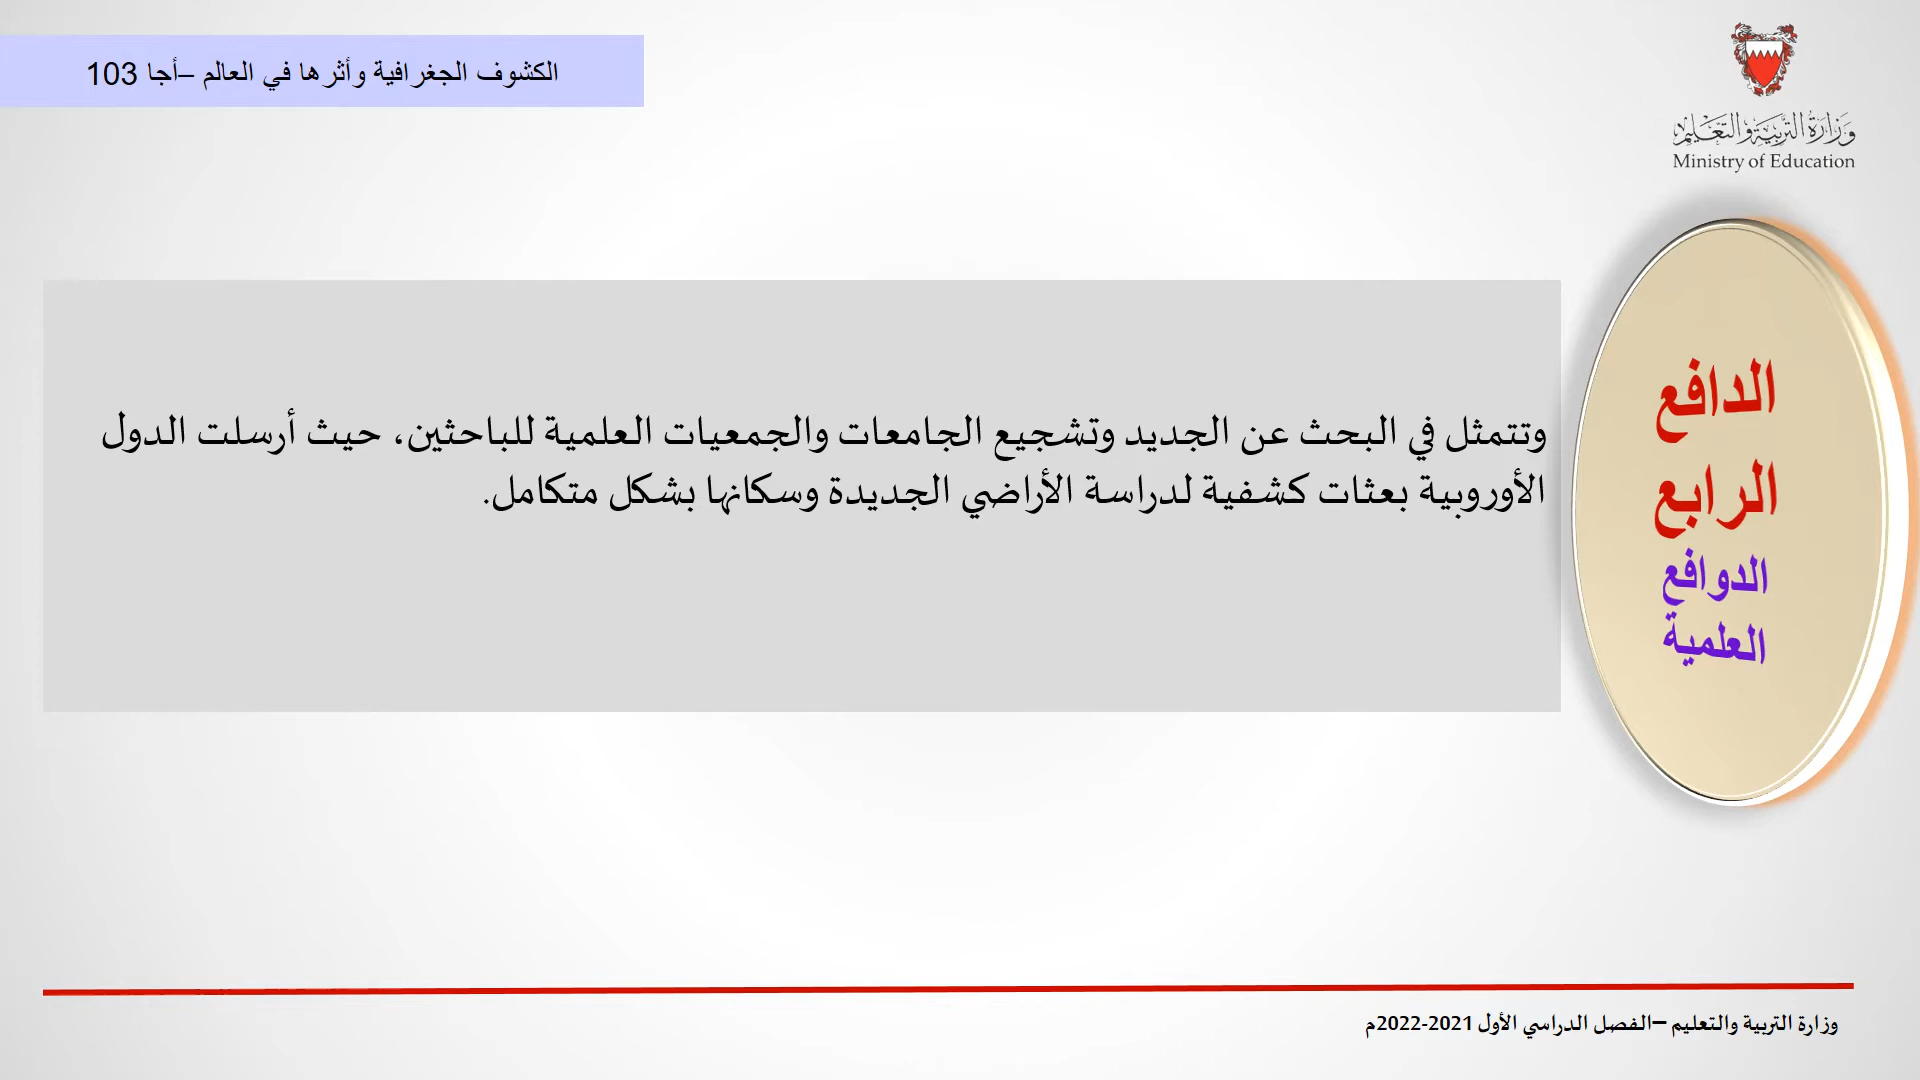 الكشوف الجغرافية وأثرها في العالم –أجا 103
وزارة التربية والتعليم
Ministry of Education
الدافع
الرابع
الدوافع
العلمية
وتتمثل في البحث عن الجديد وتشجيع الجامعات والجمعيات العلمية للباحثين، حيث أرسلت الدول
الأوروبية بعثات كشفية لدراسة الأراضي الجديدة وسكانها بشكل متكامل.
وزارة التربية والتعليم –الفصل الدراسي الأول 2021-2022م